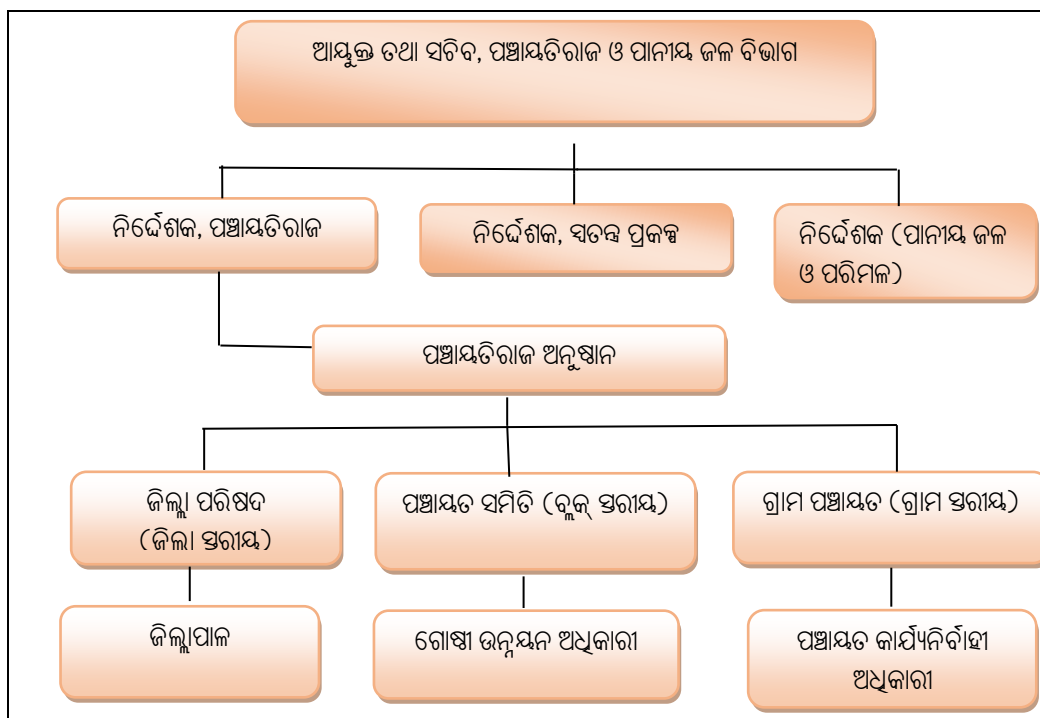 ଆୟୁକ୍ତ ତଥା ସଚିବ, ପଞ୍ଚାୟତିରାଜ ଓ ପାନୀୟ ଜଳ ବିଭାଗ
ନିର୍ଦ୍ଦେଶକ, ପଞ୍ଚାୟତିରାଜ
ନିର୍ଦ୍ଦେଶକ, ସ୍ଵତନ୍ତ୍ର ପ୍ରକଳ୍ପ
ନିର୍ଦ୍ଦେଶକ (ପାନୀୟ ଜଳ
ଓ ପରିମଳ)
ପଞ୍ଚାୟତିରାଜ ଅନୁଷ୍ଠାନ
ଜିଲ୍ଲା ପରିଷଦ
(ଜିଲା ସ୍ତରୀୟ)
ପଞ୍ଚାୟତ ସମିତି (ବ୍ଲକ୍ ସ୍ତରୀୟ)
ଗ୍ରାମ ପଞ୍ଚାୟତ (ଗ୍ରାମ ସ୍ତରୀୟ)
ଜିଲ୍ଲାପାଳ
ଗୋଷ୍ଠୀ ଉନ୍ନୟନ ଅଧିକାରୀ
ପଞ୍ଚାୟତ କାର୍ଯ୍ୟନିର୍ବାହୀ
ଅଧିକାରୀ